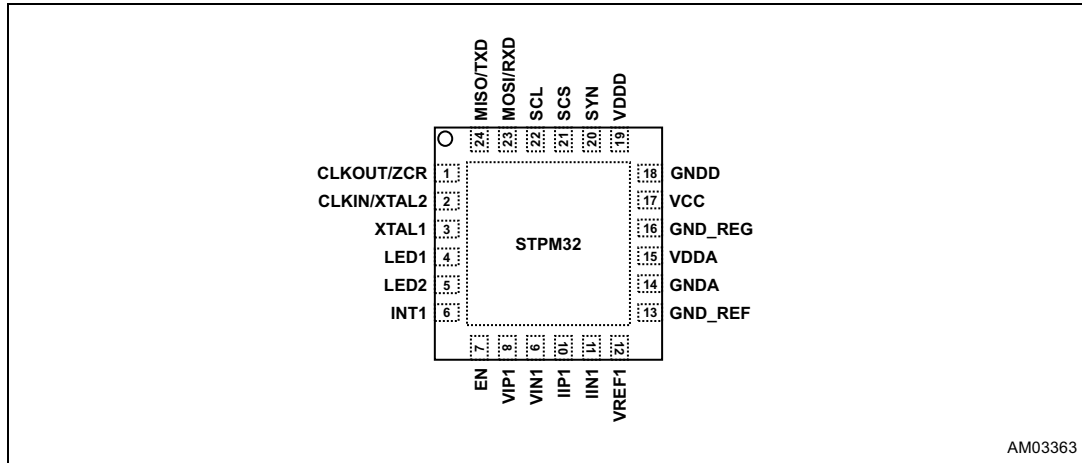 MISO/TXD
MOSI/RXD
SCL
SCS
SYN
VDDD
24
23
22
21
20
19
CLKOUT/ZCR 1
CLKIN/XTAL2 2
XTAL1 3
LED1 4
LED2 5
INT1 6
STPM32
18 GNDD
17 VCC
16 GND_REG
15 VDDA
14 GNDA
13 GND_REF
7
8
9
10
11
12
EN
VIP1
VIN1
IIP1
IIN1
VREF1
AM03363